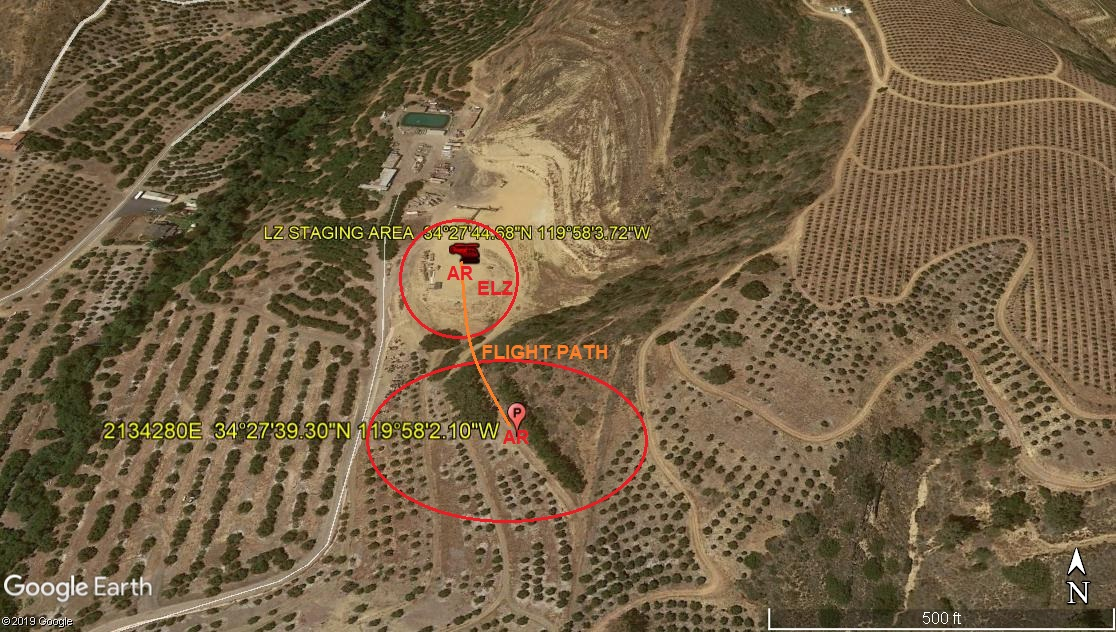 LZ STAGING AREA  34°27'44.68"N 119°58'3.72"W
AR
ELZ
FLIGHT PATH
P
2134280E  34°27'39.30"N 119°58'2.10"W
AR
Google Earth
©2019 Google
N
500 ft